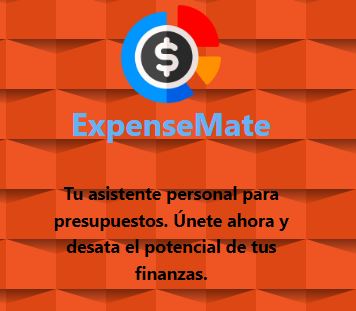 $
ExpenseMate
Tu asistente personal para
presupuestos. Únete ahora y
desata el potencial de tus
finanzas.